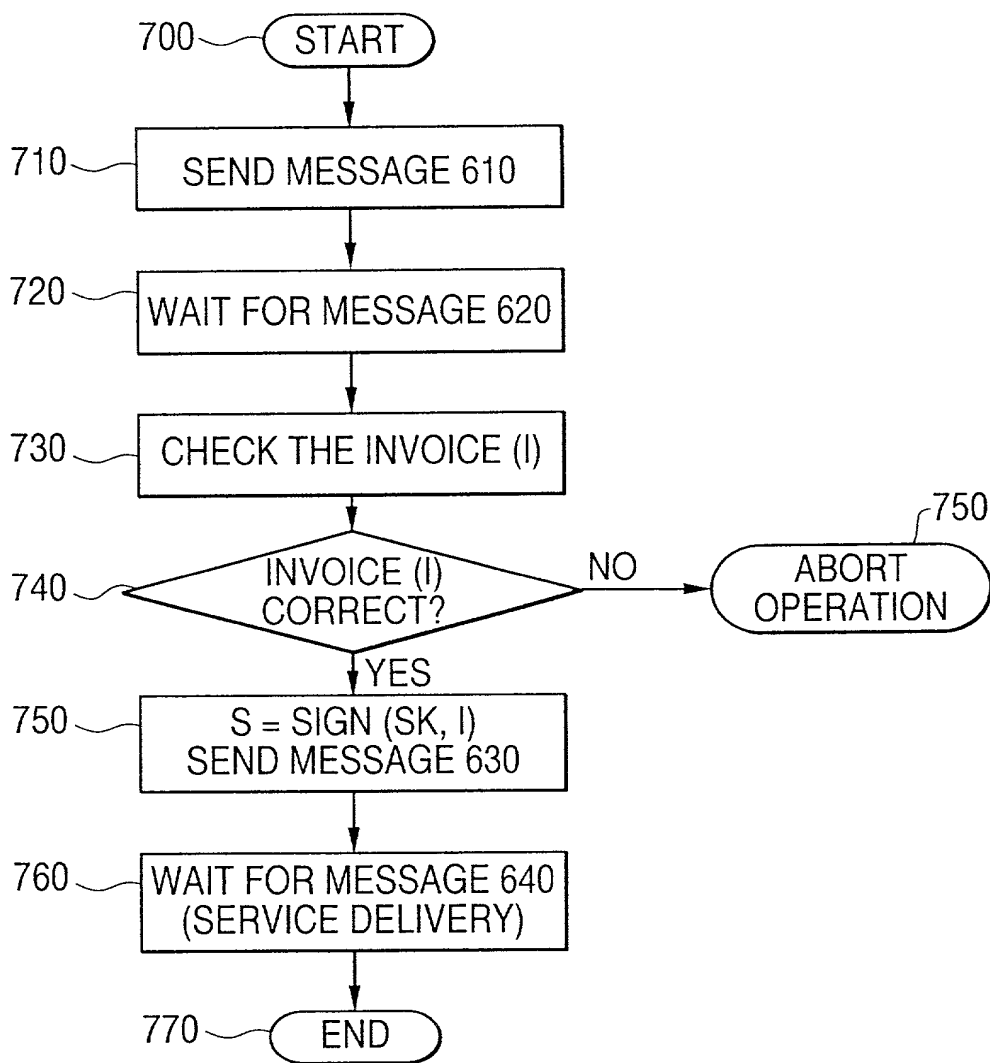 700
START
710
SEND MESSAGE 610
720
WAIT FOR MESSAGE 620
730
CHECK THE INVOICE (I)
740
INVOICE (I)
CORRECT?
NO
750
ABORT
OPERATION
YES
750
S = SIGN (SK, I)
SEND MESSAGE 630
760
WAIT FOR MESSAGE 640
(SERVICE DELIVERY)
770
END